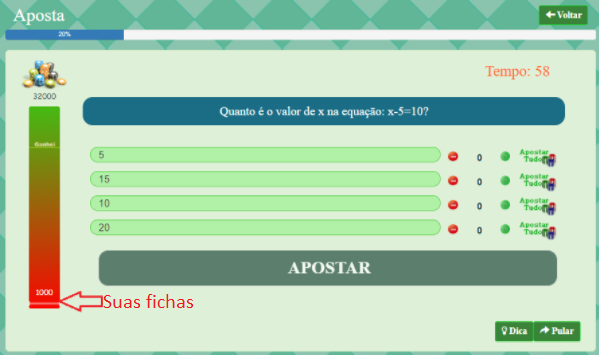 Aposta
Voltar
20%
Tempo: 58
32000
Quanto é o valor de x na equação: x-5=10?
Ganhei
5
0
Apostar
Tudo
15
0
Apostar
Tudo
10
0
Apostar
Tudo
20
0
Apostar
Tudo
APOSTAR
1000
Suas fichas
Dica
Pular